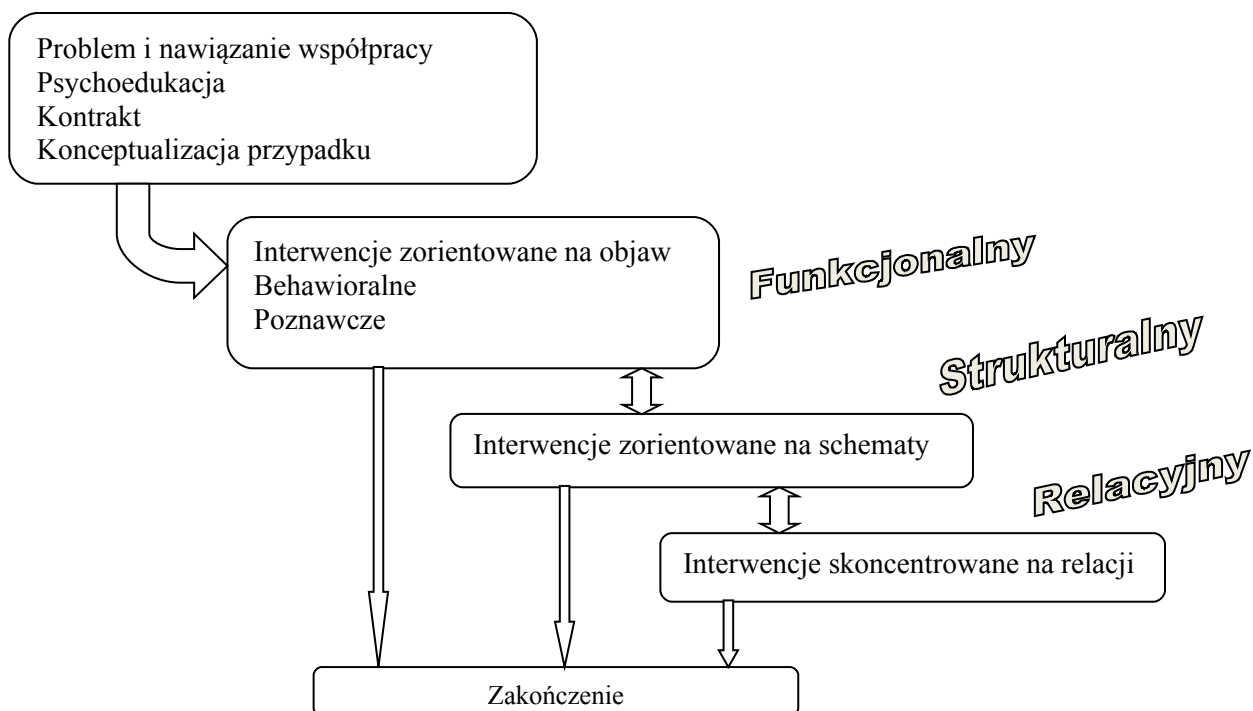 Problem i nawiązanie współpracy
Psychoedukacja
Kontrakt
Konceptualizacja przypadku
Interwencje zorientowane na objaw
Behawioralne
Poznawcze
Funkcjonalny
Strukturalny
Interwencje zorientowane na schematy
Relacyjny
Interwencje skoncentrowane na relacji
Zakończenie